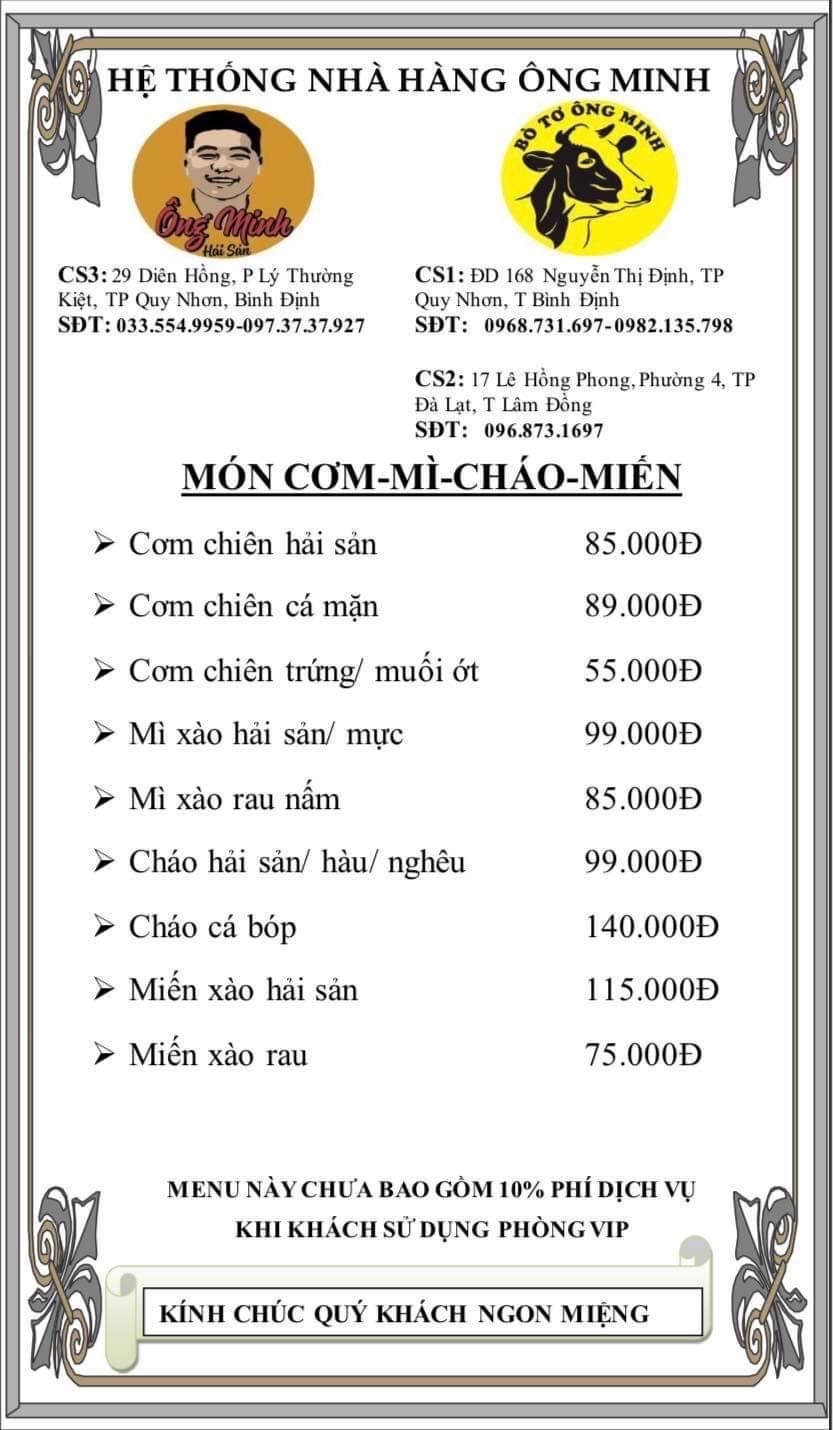 HỆ THỐNG NHÀ HÀNG ÔNG MINH
Ông Minh
Hải Sản
BÒ TƠ ÔNG MINH
CS3: 29 Diên Hồng, P Lý Thường
Kiệt, TP Quy Nhơn, Bình Định
SĐT: 033.554.9959-097.37.37.927
CS1: ĐD 168 Nguyễn Thị Định, TP
Quy Nhơn, T Bình Định
SĐT: 0968.731.697-0982.135.798
CS2: 17 Lê Hồng Phong, Phường 4, TP
Đà Lạt, T Lâm Đồng
SĐT: 096.873.1697
MÓN CƠM-MÌ-CHÁO-MIẾN
➢ Cơm chiên hải sản 85.000Đ
➢ Cơm chiên cá mặn 89.000Đ
➢ Cơm chiên trứng/ muối ớt 55.000Đ
➢ Mì xào hải sản/ mực 99.000Đ
➢ Mì xào rau nấm 85.000Đ
➢ Cháo hải sản/ hàu/ nghêu 99.000Đ
➢ Cháo cá bóp 140.000Đ
➢ Miến xào hải sản 115.000Đ
➢ Miến xào rau 75.000Đ
MENU NÀY CHƯA BAO GỒM 10% PHÍ DỊCH VỤ
KHI KHÁCH SỬ DỤNG PHÒNG VIP
KÍNH CHÚC QUÝ KHÁCH NGON MIỆNG